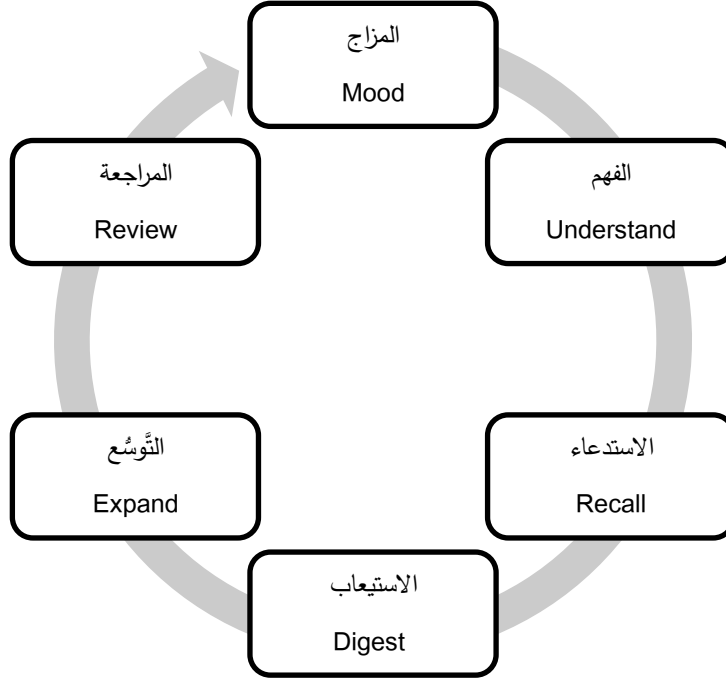 المزاج
Mood
الفهم
Understand
الاستدعاء
Recall
الاستيعاب
Digest
التَّوسُّع
Expand
المراجعة
Review